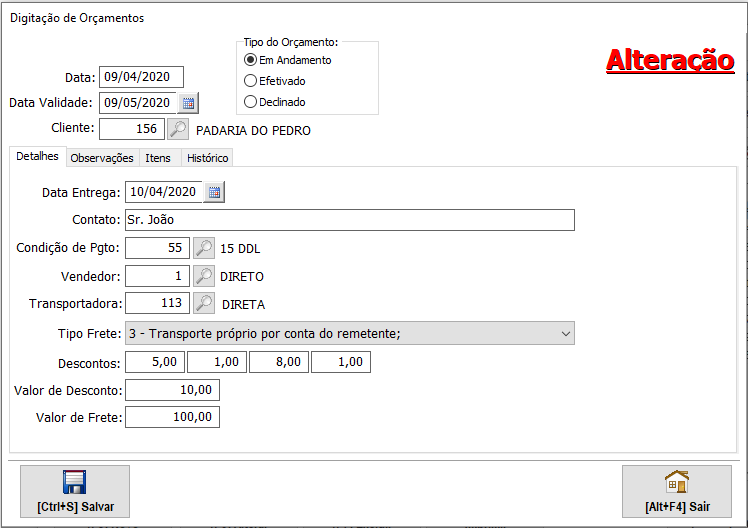 Digitação de Orçamentos
Tipo do Orçamento:
Em Andamento
Efetivado
Declinado
Alteração
Data: 09/04/2020
Data Validade: 09/05/2020
Cliente: 156 PADARIA DO PEDRO
Detalhes Observações Itens Histórico
Data Entrega: 10/04/2020
Contato: Sr. João
Condição de Pgto: 55 15 DDL
Vendedor: 1 DIRETO
Transportadora: 113 DIRETA
Tipo Frete: 3 - Transporte próprio por conta do remetente;
Descontos: 5,00 1,00 8,00 1,00
Valor de Desconto: 10,00
Valor de Frete: 100,00
[Ctrl+S] Salvar [Alt+F4] Sair